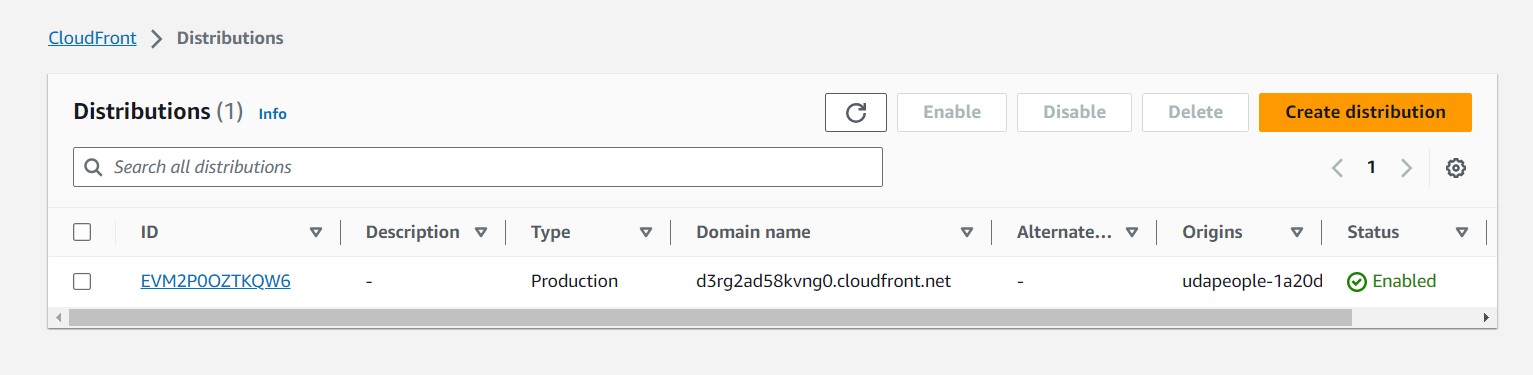 CloudFront Distributions
Distributions (1) Info
Enable Disable Delete Create distribution
Search all distributions
1
ID Description Type Domain name Alternate... Origins Status
EVM2P0OZTKQW6 - Production d3rg2ad58kvng0.cloudfront.net - udapeople-1a20d Enabled